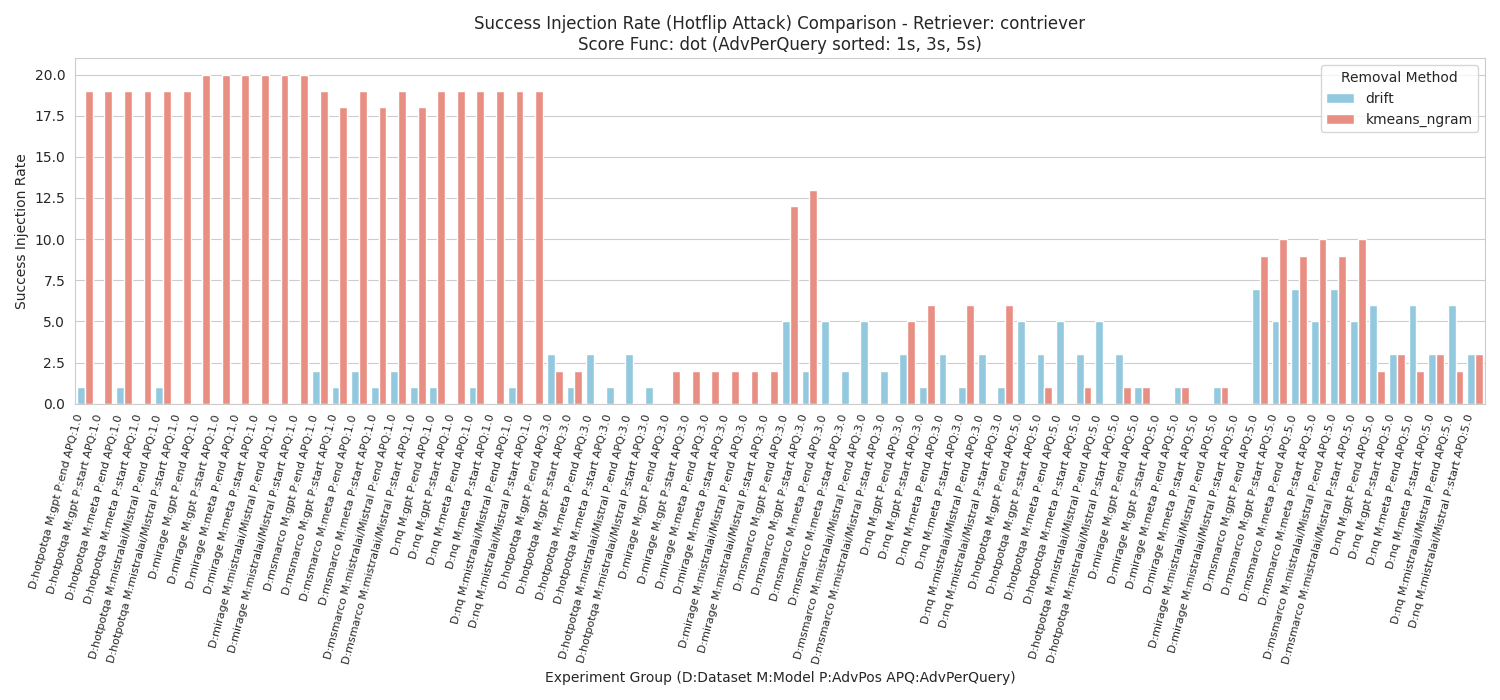 Success Injection Rate (Hotflip Attack) Comparison - Retriever: contriever
Score Func: dot (AdvPerQuery sorted: 1s, 3s, 5s)
Removal Method
drift
kmeans_ngram
Success Injection Rate
20.0
17.5
15.0
12.5
10.0
7.5
5.0
2.5
0.0
D:hotpotqa M:gpt P:end APQ:1.0
D:hotpotqa M:gpt P:start APQ:1.0
D:hotpotqa M:meta P:end APQ:1.0
D:hotpotqa M:meta P:start APQ:1.0
D:hotpotqa M:mistralai/Mistral P:end APQ:1.0
D:hotpotqa M:mistralai/Mistral P:start APQ:1.0
D:mirage M:gpt P:end APQ:1.0
D:mirage M:gpt P:start APQ:1.0
D:mirage M:meta P:end APQ:1.0
D:mirage M:meta P:start APQ:1.0
D:mirage M:mistralai/Mistral P:end APQ:1.0
D:mirage M:mistralai/Mistral P:start APQ:1.0
D:msmarco M:gpt P:end APQ:1.0
D:msmarco M:gpt P:start APQ:1.0
D:msmarco M:meta P:end APQ:1.0
D:msmarco M:meta P:start APQ:1.0
D:msmarco M:mistralai/Mistral P:end APQ:1.0
D:msmarco M:mistralai/Mistral P:start APQ:1.0
D:nq M:gpt P:end APQ:1.0
D:nq M:gpt P:start APQ:1.0
D:nq M:meta P:end APQ:1.0
D:nq M:meta P:start APQ:1.0
D:nq M:mistralai/Mistral P:end APQ:1.0
D:nq M:mistralai/Mistral P:start APQ:1.0
D:hotpotqa M:gpt P:end APQ:3.0
D:hotpotqa M:gpt P:start APQ:3.0
D:hotpotqa M:meta P:end APQ:3.0
D:hotpotqa M:meta P:start APQ:3.0
D:hotpotqa M:mistralai/Mistral P:end APQ:3.0
D:hotpotqa M:mistralai/Mistral P:start APQ:3.0
D:mirage M:gpt P:end APQ:3.0
D:mirage M:gpt P:start APQ:3.0
D:mirage M:meta P:end APQ:3.0
D:mirage M:meta P:start APQ:3.0
D:mirage M:mistralai/Mistral P:end APQ:3.0
D:mirage M:mistralai/Mistral P:start APQ:3.0
D:msmarco M:gpt P:end APQ:3.0
D:msmarco M:gpt P:start APQ:3.0
D:msmarco M:meta P:end APQ:3.0
D:msmarco M:meta P:start APQ:3.0
D:msmarco M:mistralai/Mistral P:end APQ:3.0
D:msmarco M:mistralai/Mistral P:start APQ:3.0
D:nq M:gpt P:end APQ:3.0
D:nq M:gpt P:start APQ:3.0
D:nq M:meta P:end APQ:3.0
D:nq M:meta P:start APQ:3.0
D:nq M:mistralai/Mistral P:end APQ:3.0
D:nq M:mistralai/Mistral P:start APQ:3.0
D:hotpotqa M:gpt P:end APQ:5.0
D:hotpotqa M:gpt P:start APQ:5.0
D:hotpotqa M:meta P:end APQ:5.0
D:hotpotqa M:meta P:start APQ:5.0
D:hotpotqa M:mistralai/Mistral P:end APQ:5.0
D:hotpotqa M:mistralai/Mistral P:start APQ:5.0
D:mirage M:gpt P:end APQ:5.0
D:mirage M:gpt P:start APQ:5.0
D:mirage M:meta P:end APQ:5.0
D:mirage M:meta P:start APQ:5.0
D:mirage M:mistralai/Mistral P:end APQ:5.0
D:mirage M:mistralai/Mistral P:start APQ:5.0
D:msmarco M:gpt P:end APQ:5.0
D:msmarco M:gpt P:start APQ:5.0
D:msmarco M:meta P:end APQ:5.0
D:msmarco M:meta P:start APQ:5.0
D:msmarco M:mistralai/Mistral P:end APQ:5.0
D:msmarco M:mistralai/Mistral P:start APQ:5.0
D:nq M:gpt P:end APQ:5.0
D:nq M:gpt P:start APQ:5.0
D:nq M:meta P:end APQ:5.0
D:nq M:meta P:start APQ:5.0
D:nq M:mistralai/Mistral P:end APQ:5.0
D:nq M:mistralai/Mistral P:start APQ:5.0
Experiment Group (D:Dataset M:Model P:AdvPos APQ:AdvPerQuery)